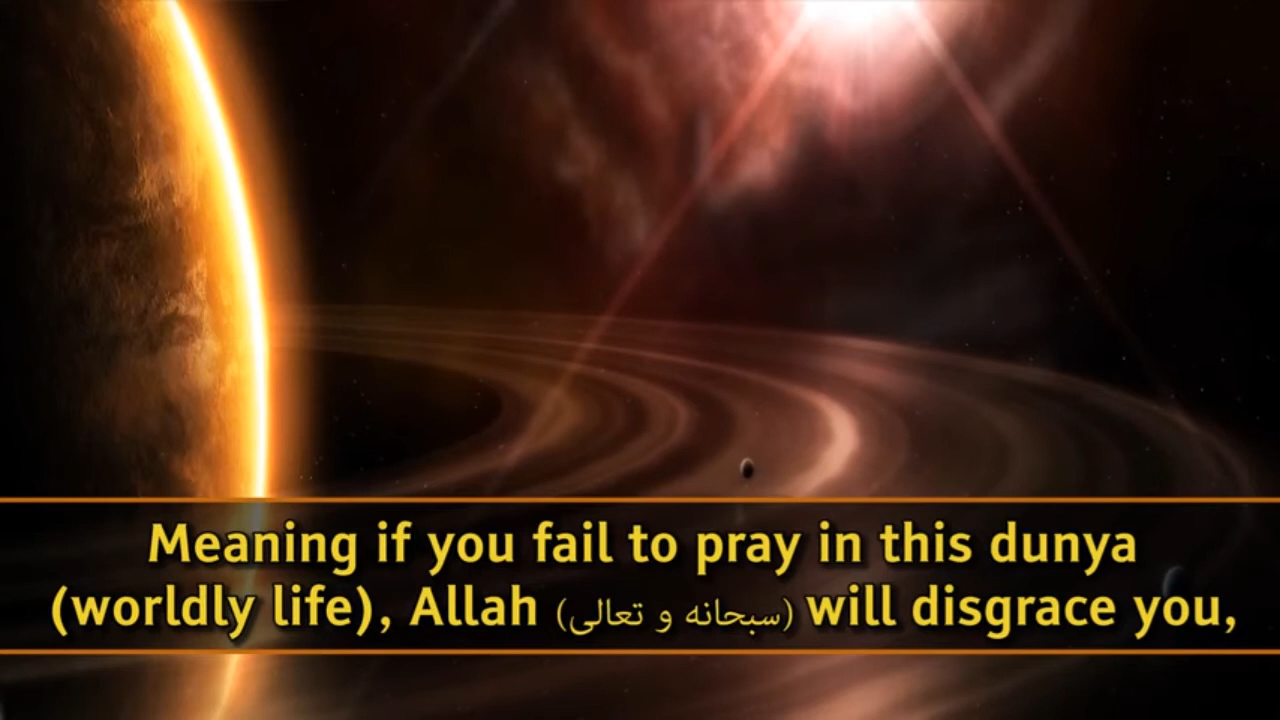 Meaning if you fail to pray in this dunya
(worldly life), Allah (سبحانه و تعالى) will disgrace you,